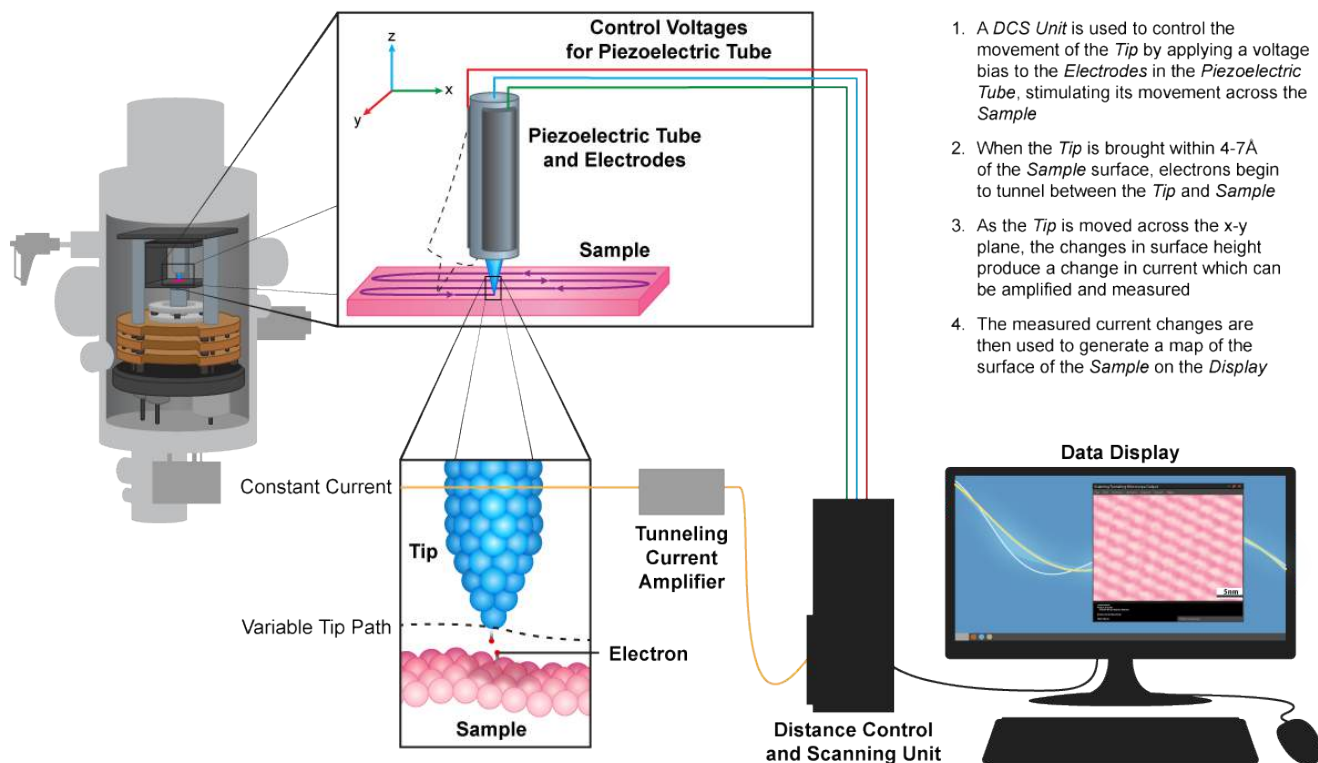 Control Voltages
for Piezoelectric Tube
z
x
y
Piezoelectric Tube
and Electrodes
Sample
1. A DCS Unit is used to control the
movement of the Tip by applying a voltage
bias to the Electrodes in the Piezoelectric
Tube, stimulating its movement across the
Sample
2. When the Tip is brought within 4-7Å
of the Sample surface, electrons begin
to tunnel between the Tip and Sample
3. As the Tip is moved across the x-y
plane, the changes in surface height
produce a change in current which can
be amplified and measured
4. The measured current changes are
then used to generate a map of the
surface of the Sample on the Display
Constant Current
Tip
Variable Tip Path
Electron
Sample
Tunneling
Current
Amplifier
Distance Control
and Scanning Unit
Data Display
5nm